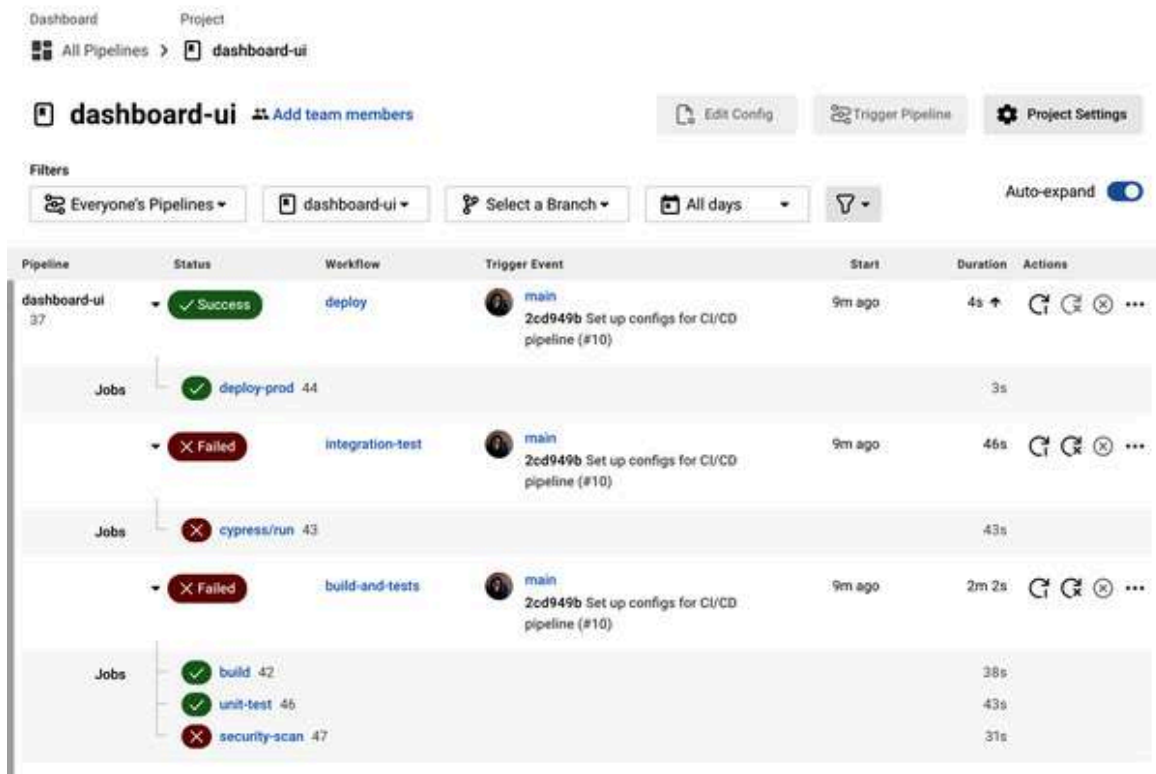 Dashboard Project
All Pipelines > dashboard-ui
dashboard-ui Add team members Edit Config Trigger Pipeline Project Settings
Filters
Everyone's Pipelines dashboard-ui Select a Branch All days Auto-expand
Pipeline Status Workflow Trigger Event Start Duration Actions
dashboard-ui Success deploy main 9m ago 4s
37 2cd949b Set up configs for CI/CD
pipeline (#10)
Jobs deploy-prod 44 3s
Failed integration-test main 9m ago 46s
2cd949b Set up configs for CI/CD
pipeline (#10)
Jobs cypress/run 43 43s
Failed build-and-tests main 9m ago 2m 2s
2cd949b Set up configs for CI/CD
pipeline (#10)
Jobs build 42 38s
unit-test 46 43s
security-scan 47 31s